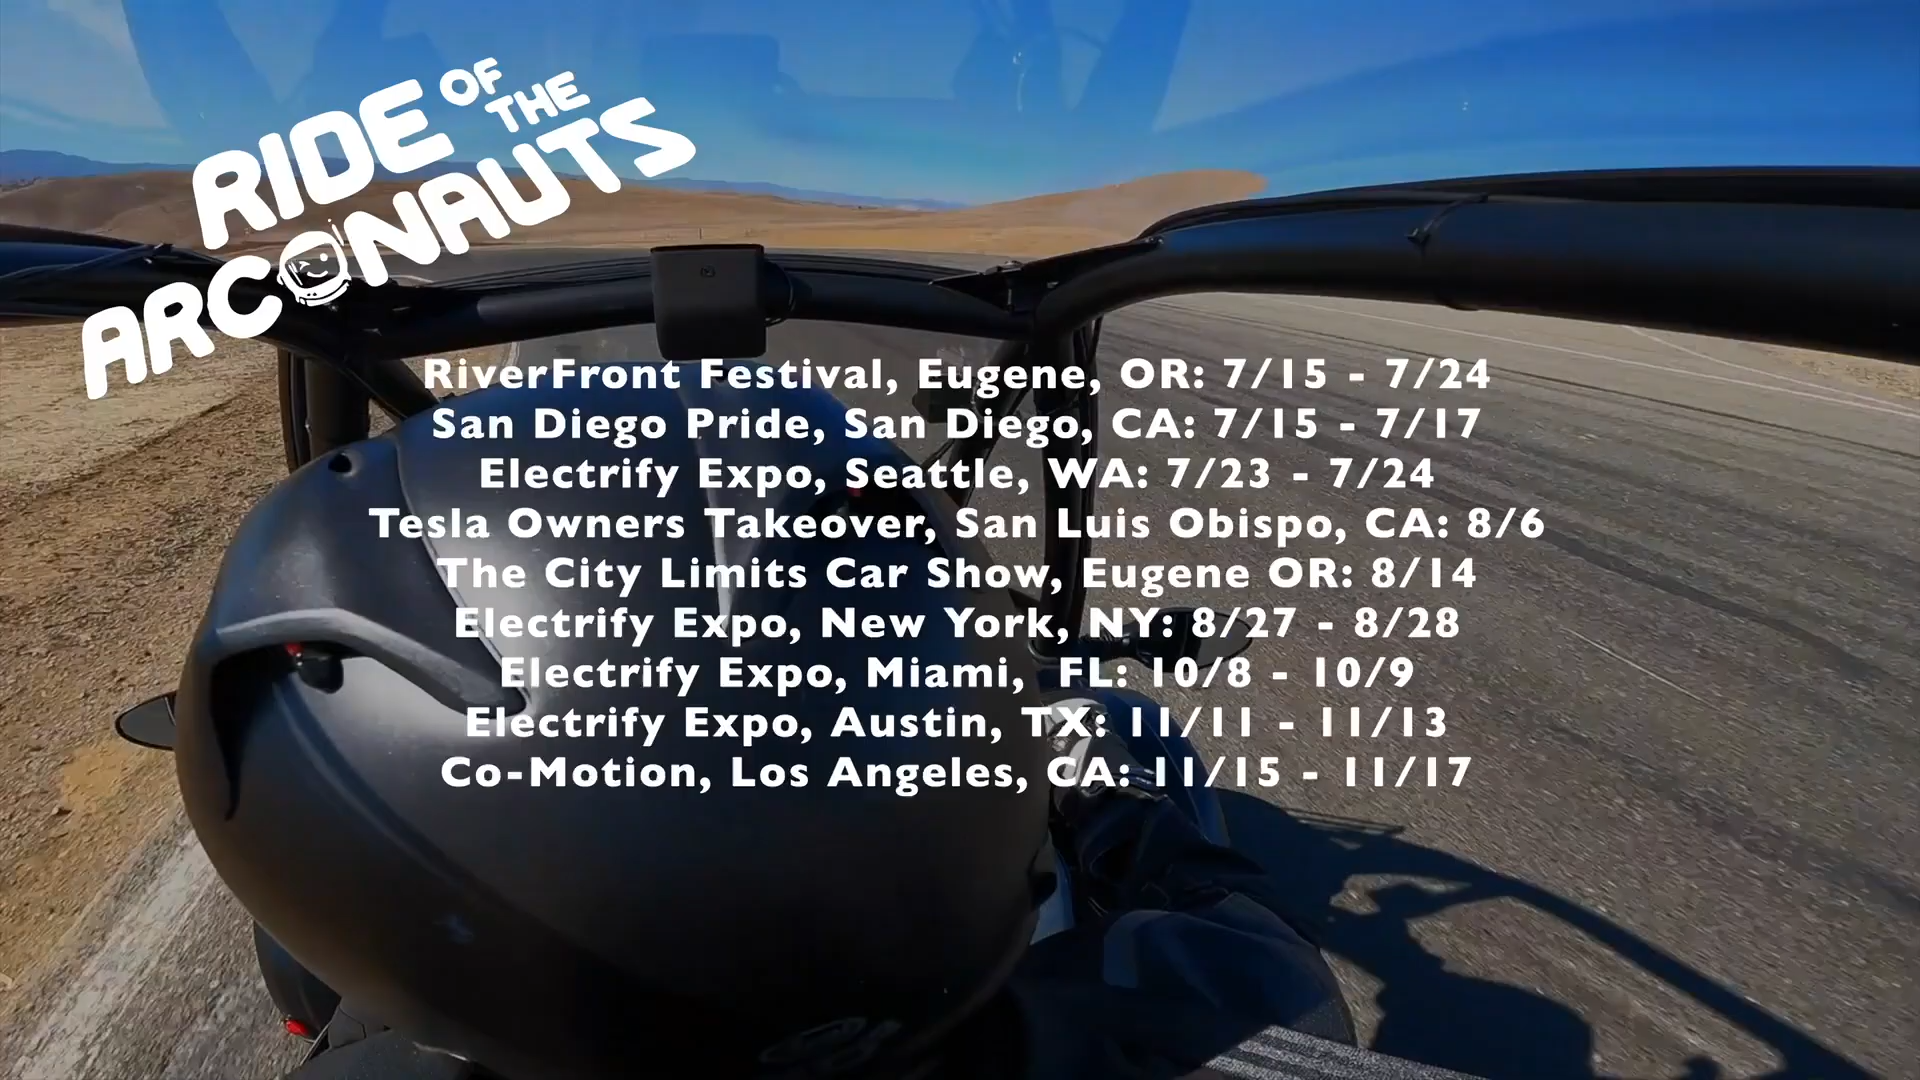 RIDE OF THE
ARCONAUTS
RiverFront Festival, Eugene, OR: 7/15 - 7/24
San Diego Pride, San Diego, CA: 7/15 - 7/17
Electrify Expo, Seattle, WA: 7/23 - 7/24
Tesla Owners Takeover, San Luis Obispo, CA: 8/6
The City Limits Car Show, Eugene OR: 8/14
Electrify Expo, New York, NY: 8/27 - 8/28
Electrify Expo, Miami,  FL: 10/8 - 10/9
Electrify Expo, Austin, TX: 11/11 - 11/13
Co-Motion, Los Angeles, CA: 11/15 - 11/17